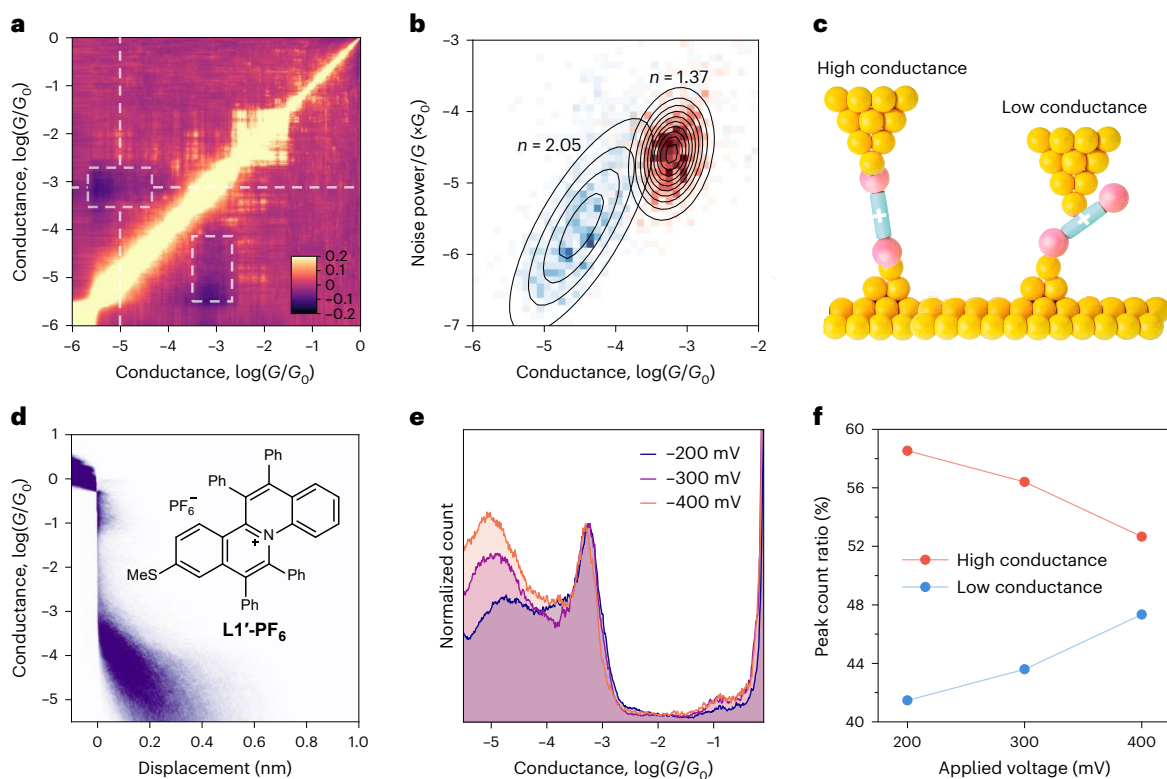 a
Conductance, log(G/G₀)
0
−1
−2
−3
−4
−5
−6
0.2
0.1
0
−0.1
−0.2
−6 −5 −4 −3 −2 −1 0
Conductance, log(G/G₀)
b
Noise power/G (×G₀)
−3
−4
−5
−6
−7
n = 1.37
n = 2.05
−6 −5 −4 −3 −2
Conductance, log(G/G₀)
c
High conductance
Low conductance
+
+
d
Conductance, log(G/G₀)
1
0
−1
−2
−3
−4
−5
Ph
Ph
PF₆⁻
N
+
MeS
Ph
Ph
L1′-PF₆
0 0.2 0.4 0.6 0.8 1.0
Displacement (nm)
e
Normalized count
−200 mV
−300 mV
−400 mV
−5 −4 −3 −2 −1
Conductance, log(G/G₀)
f
Peak count ratio (%)
60
56
52
48
44
40
High conductance
Low conductance
200 300 400
Applied voltage (mV)